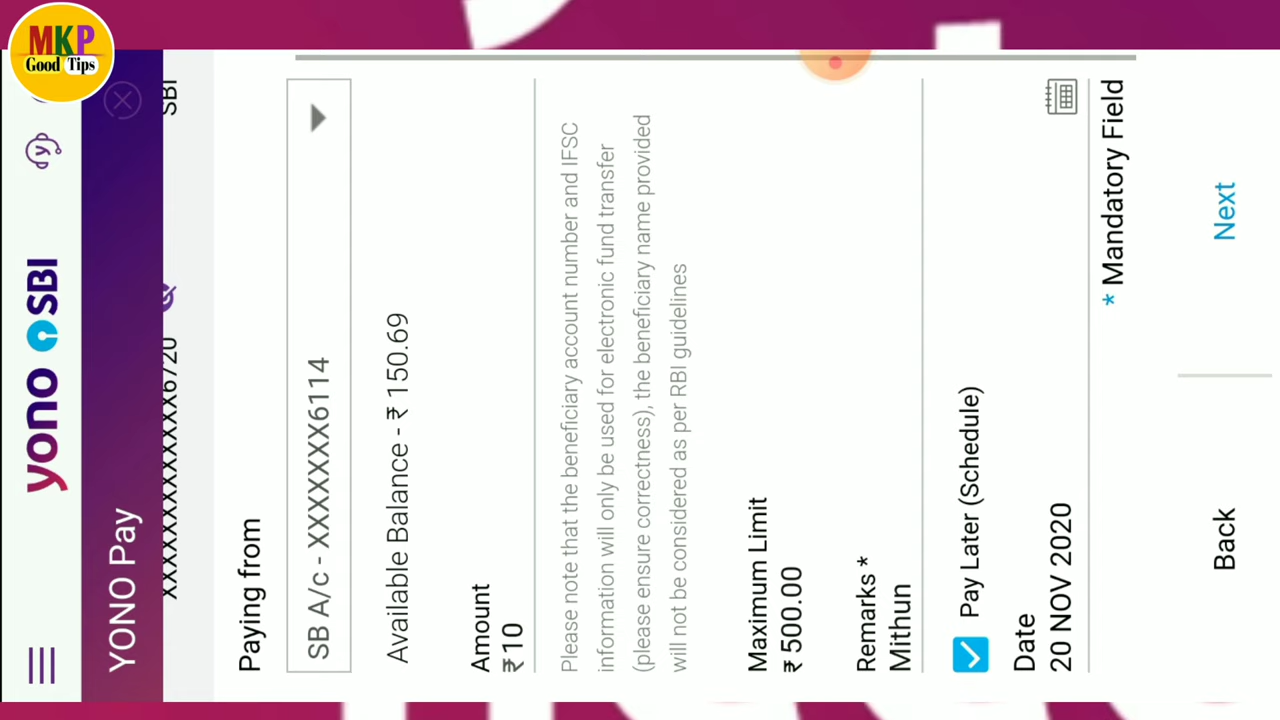 MKP
Good Tips
yono SBI
YONO Pay
SBI
XXXXXXXXXXXXX6720
Paying from
SB A/c - XXXXXXX6114
Available Balance - ₹ 150.69
Amount
₹10
Please note that the beneficiary account number and IFSC
information will only be used for electronic fund transfer
(please ensure correctness), the beneficiary name provided
will not be considered as per RBI guidelines
Maximum Limit
₹ 500.00
Remarks *
Mithun
Pay Later (Schedule)
Date
20 NOV 2020
* Mandatory Field
Back
Next